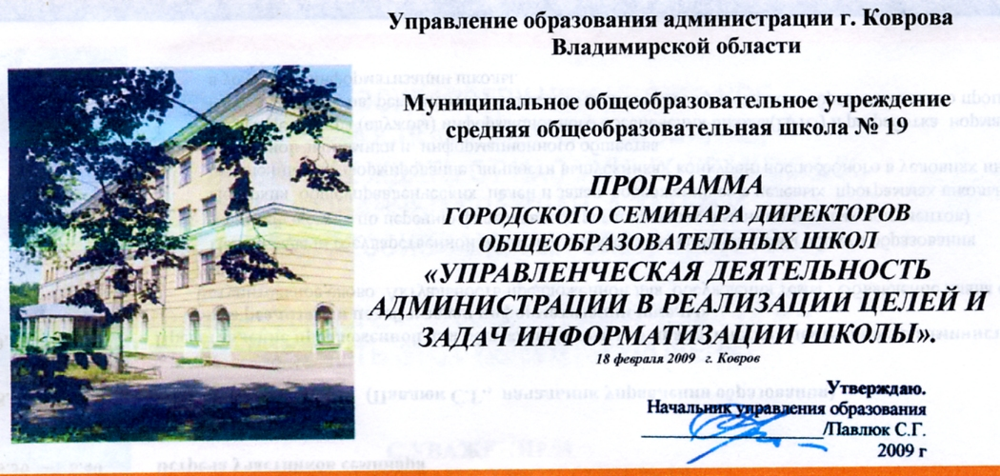 Управление образования администрации г. Коврова
Владимирской области
Муниципальное общеобразовательное учреждение
средняя общеобразовательная школа № 19
ПРОГРАММА
ГОРОДСКОГО СЕМИНАРА ДИРЕКТОРОВ
ОБЩЕОБРАЗОВАТЕЛЬНЫХ ШКОЛ
«УПРАВЛЕНЧЕСКАЯ ДЕЯТЕЛЬНОСТЬ
АДМИНИСТРАЦИИ В РЕАЛИЗАЦИИ ЦЕЛЕЙ И
ЗАДАЧ ИНФОРМАТИЗАЦИИ ШКОЛЫ».
18 февраля 2009 г. Ковров
Утверждаю.
Начальник управления образования
/Павлюк С.Г.
2009 г